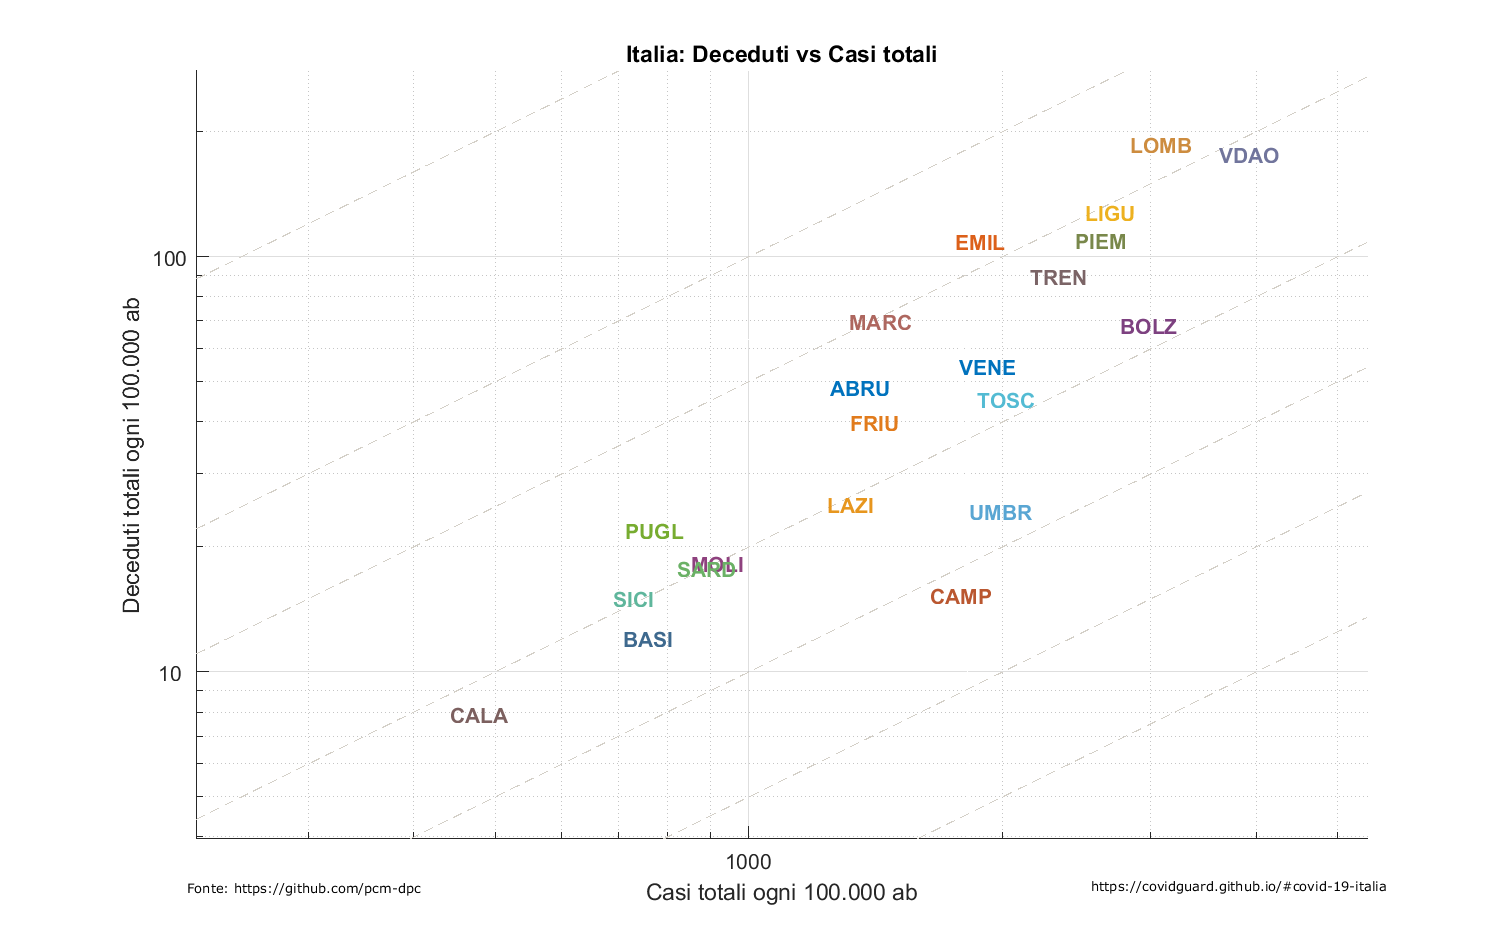 Italia: Deceduti vs Casi totali
LOMB
VDAO
LIGU
EMIL
PIEM
100
TREN
MARC
BOLZ
VENE
ABRU
TOSC
FRIU
LAZI
UMBR
PUGL
MOLI
SARD
CAMP
SICI
BASI
10
CALA
Deceduti totali ogni 100.000 ab
1000
Casi totali ogni 100.000 ab
Fonte: https://github.com/pcm-dpc
https://covidguard.github.io/#covid-19-italia